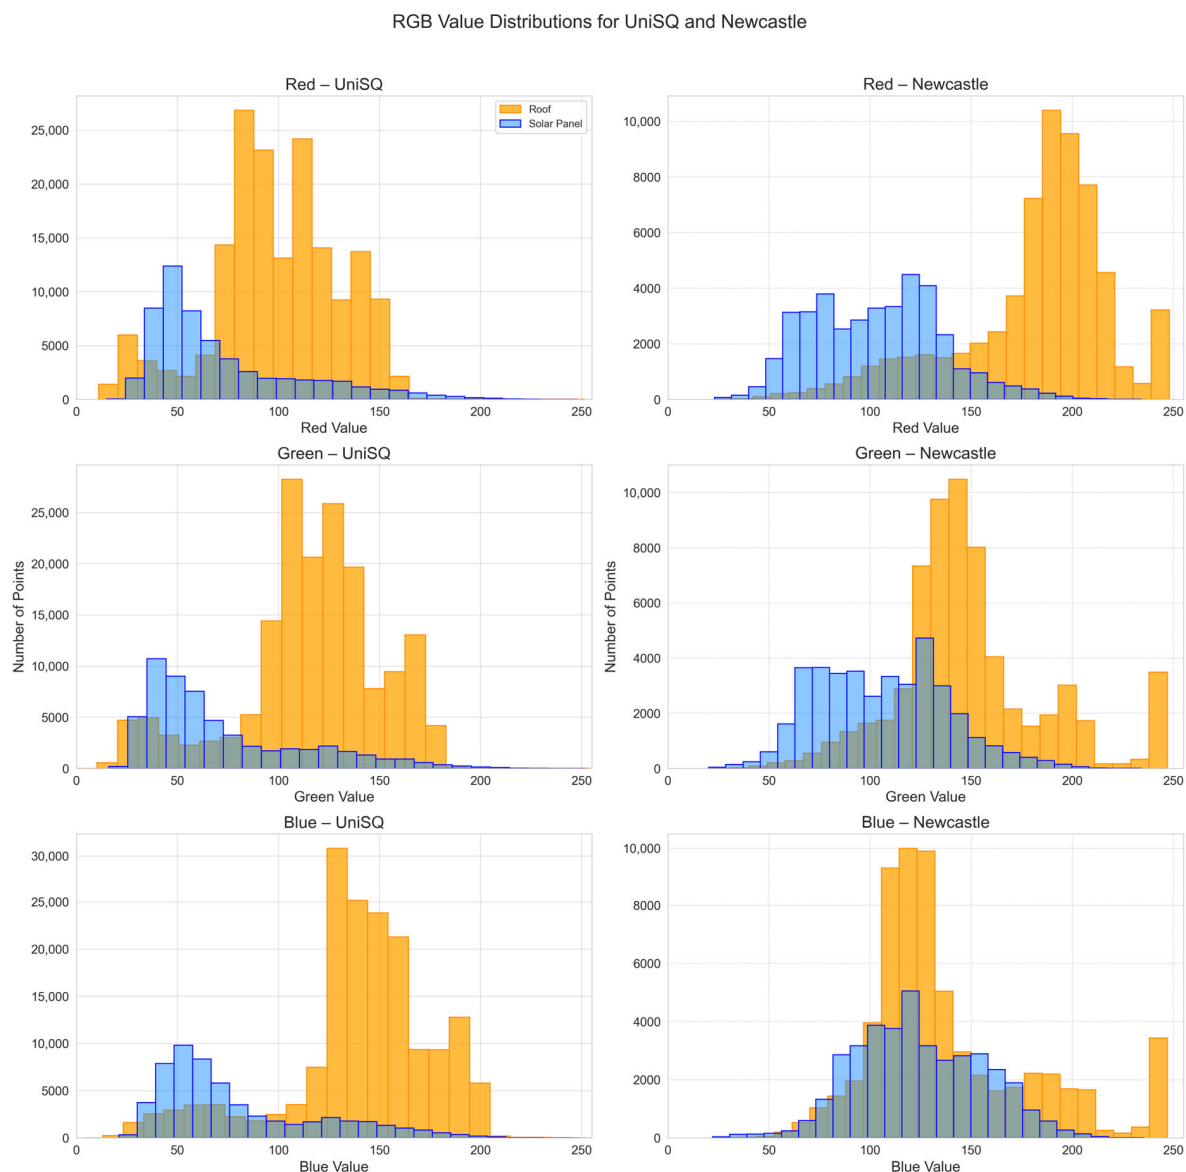 RGB Value Distributions for UniSQ and Newcastle
Red – UniSQ
Roof
Solar Panel
25,000
20,000
15,000
10,000
5000
0
0 50 100 150 200 250
Red Value
Red – Newcastle
10,000
8000
6000
4000
2000
0
0 50 100 150 200 250
Red Value
Green – UniSQ
Number of Points
25,000
20,000
15,000
10,000
5000
0
0 50 100 150 200 250
Green Value
Green – Newcastle
Number of Points
10,000
8000
6000
4000
2000
0
0 50 100 150 200 250
Green Value
Blue – UniSQ
30,000
25,000
20,000
15,000
10,000
5000
0
0 50 100 150 200 250
Blue Value
Blue – Newcastle
10,000
8000
6000
4000
2000
0
0 50 100 150 200 250
Blue Value